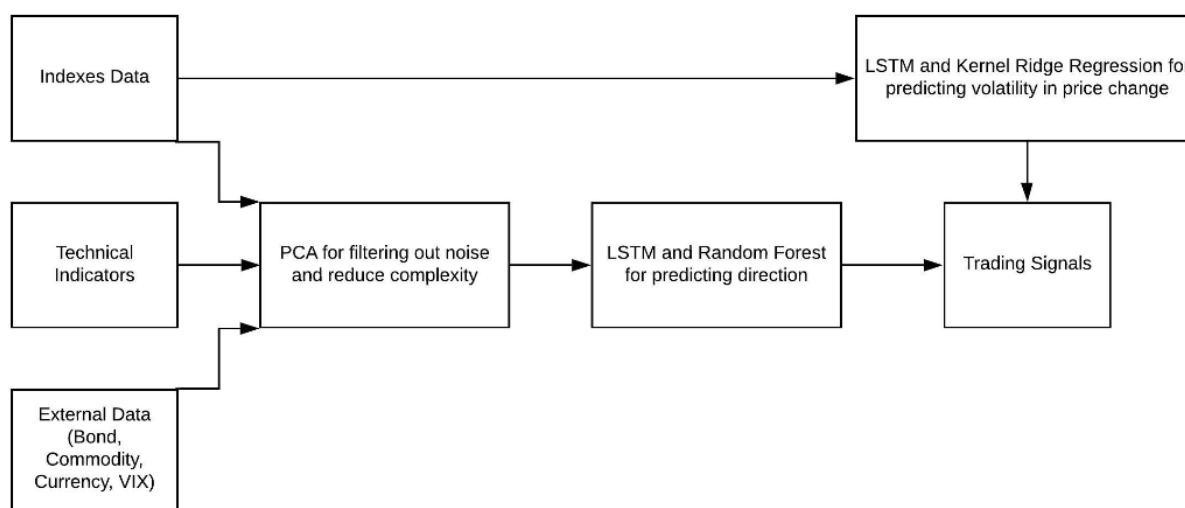 Indexes Data
LSTM and Kernel Ridge Regression for
predicting volatility in price change
Technical
Indicators
PCA for filtering out noise
and reduce complexity
LSTM and Random Forest
for predicting direction
Trading Signals
External Data
(Bond,
Commodity,
Currency, VIX)